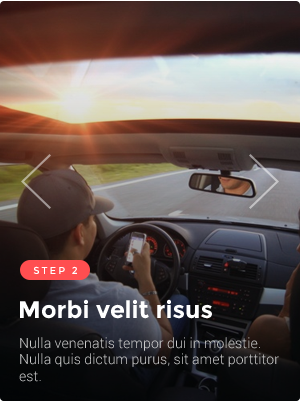 STEP 2
Morbi velit risus
Nulla venenatis tempor dui in molestie.
Nulla quis dictum purus, sit amet porttitor
est.